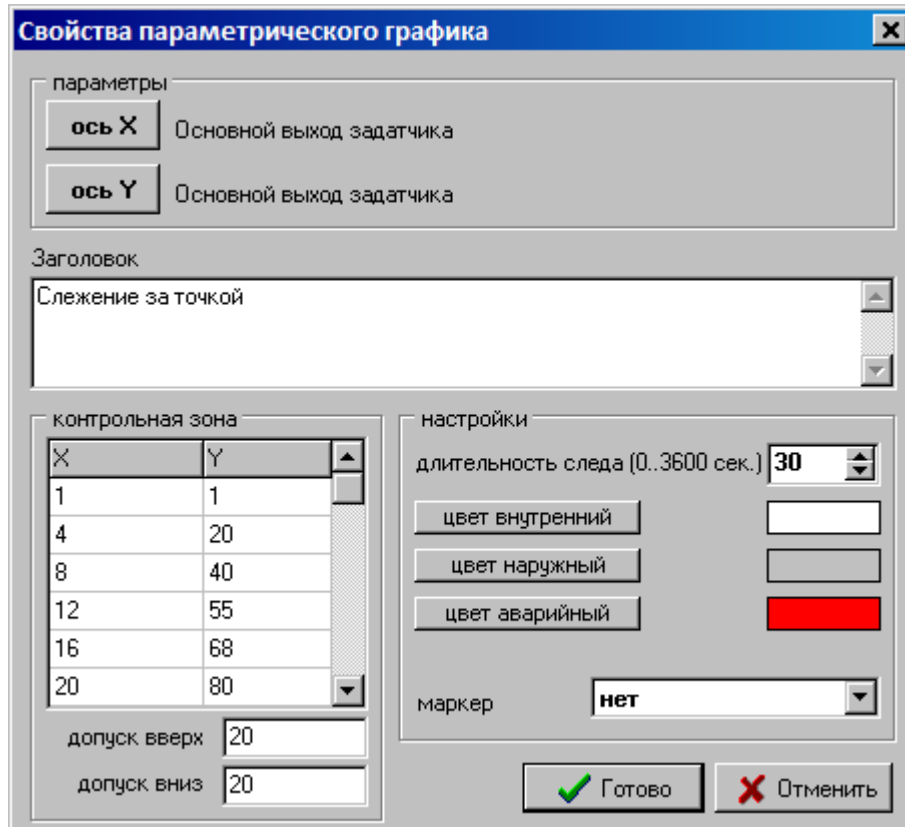 Свойства параметрического графика
параметры
ось X
Основной выход задатчика
ось Y
Основной выход задатчика
Заголовок
Слежение за точкой
контрольная зона
X Y
1 1
4 20
8 40
12 55
16 68
20 80
допуск вверх 20
допуск вниз 20
настройки
длительность следа (0..3600 сек.) 30
цвет внутренний
цвет наружный
цвет аварийный
маркер нет
Готово
Отменить